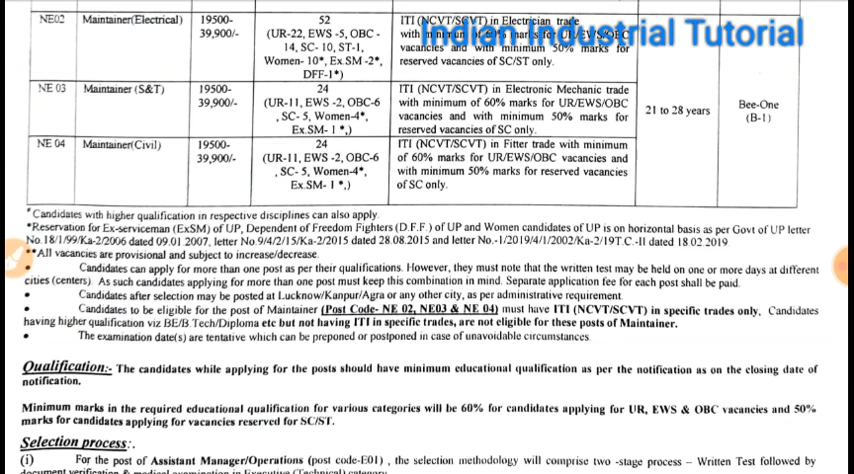 Indian Industrial Tutorial
NE02 Maintainer(Electrical) 19500- 52 ITI (NCVT/SCVT) in Electrician trade
39,900/- (UR-22, EWS -5, OBC - with minimum of 60% marks for UR/EWS/OBC
14, SC- 10, ST-1, vacancies and with minimum 50% marks for
Women- 10*, Ex.SM -2*, reserved vacancies of SC/ST only.
DFF-1*)
NE 03 Maintainer (S&T) 19500- 24 ITI (NCVT/SCVT) in Electronic Mechanic trade
39,900/- (UR-11, EWS -2, OBC-6 with minimum of 60% marks for UR/EWS/OBC
, SC- 5, Women-4*, vacancies and with minimum 50% marks for
Ex.SM- 1 *,) reserved vacancies of SC only.
21 to 28 years Bee-One
(B-1)
NE 04 Maintainer(Civil) 19500- 24 ITI (NCVT/SCVT) in Fitter trade with minimum
39,900/- (UR-11, EWS -2, OBC-6 of 60% marks for UR/EWS/OBC vacancies and
, SC- 5, Women-4*, with minimum 50% marks for reserved vacancies
Ex.SM- 1 *,) of SC only.
*Candidates with higher qualification in respective disciplines can also apply.
*Reservation for Ex-serviceman (ExSM) of UP, Dependent of Freedom Fighters (D.F.F.) of UP and Women candidates of UP is on horizontal basis as per Govt of UP letter
No.18/1/99/Ka-2/2006 dated 09.01.2007, letter No.9/4/2/15/Ka-2/2015 dated 28.08.2015 and letter No.-1/2019/4/1/2002/Ka-2/19T.C.-II dated 18.02.2019
**All vacancies are provisional and subject to increase/decrease.
• Candidates can apply for more than one post as per their qualifications. However, they must note that the written test may be held on one or more days at different
cities (centers). As such candidates applying for more than one post must keep this combination in mind. Separate application fee for each post shall be paid.
• Candidates after selection may be posted at Lucknow/Kanpur/Agra or any other city, as per administrative requirement.
• Candidates to be eligible for the post of Maintainer (Post Code- NE 02, NE03 & NE 04) must have ITI (NCVT/SCVT) in specific trades only. Candidates
having higher qualification viz BE/B.Tech/Diploma etc but not having ITI in specific trades, are not eligible for these posts of Maintainer.
• The examination date(s) are tentative which can be preponed or postponed in case of unavoidable circumstances.
Qualification:- The candidates while applying for the posts should have minimum educational qualification as per the notification as on the closing date of
notification.
Minimum marks in the required educational qualification for various categories will be 60% for candidates applying for UR, EWS & OBC vacancies and 50%
marks for candidates applying for vacancies reserved for SC/ST.
Selection process:.
(i) For the post of Assistant Manager/Operations (post code-E01) , the selection methodology will comprise two -stage process – Written Test followed by